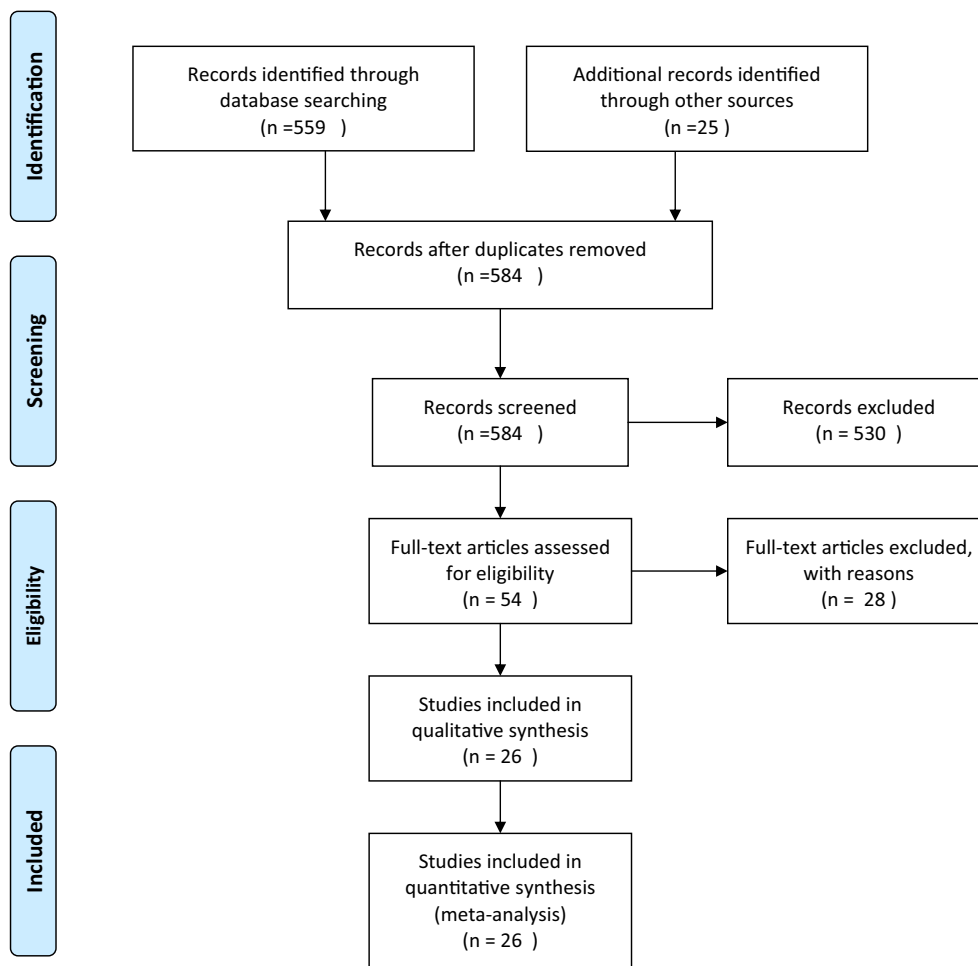 Identification
Records identified through
database searching
(n =559   )
Additional records identified
through other sources
(n =25 )
Records after duplicates removed
(n =584   )
Screening
Records screened
(n =584   )
Records excluded
(n = 530  )
Eligibility
Full-text articles assessed
for eligibility
(n = 54  )
Full-text articles excluded,
with reasons
(n =  28 )
Studies included in
qualitative synthesis
(n = 26  )
Included
Studies included in
quantitative synthesis
(meta-analysis)
(n = 26  )